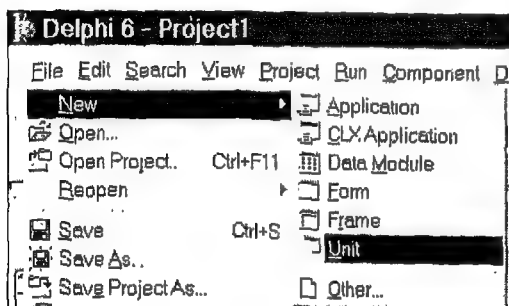 Delphi 6 - Project1
File Edit Search View Project Run Component D
New
Open...
Open Project.. Ctrl+F11
Reopen
Save Ctrl+S
Save As..
Save Project As...
Application
CLX Application
Data Module
Form
Frame
Unit
Other...